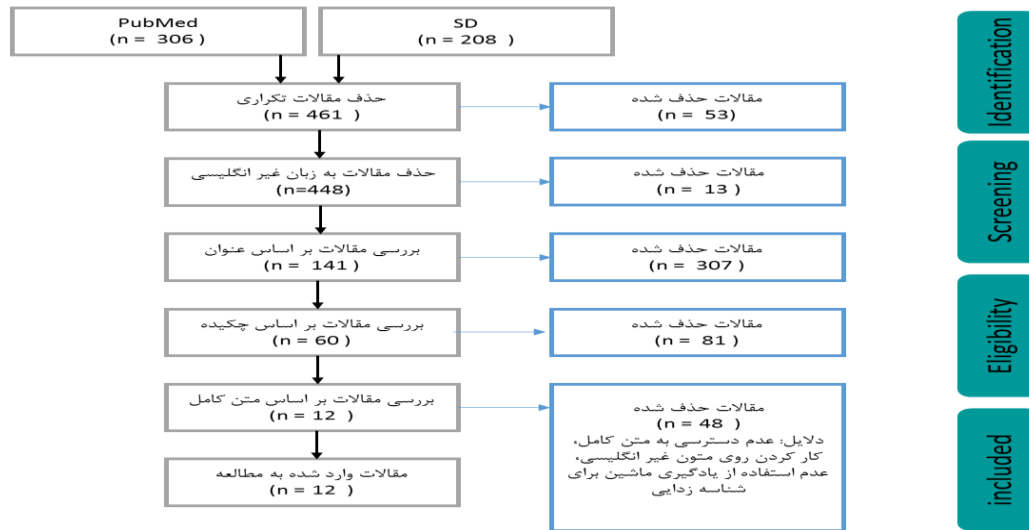 PubMed
(n = 306 )
SD
(n = 208 )
حذف مقالات تکراری
(n = 461 )
مقالات حذف شده
(n = 53)
حذف مقالات به زبان غیر انگلیسی
(n=448)
مقالات حذف شده
(n = 13 )
بررسی مقالات بر اساس عنوان
(n = 141 )
مقالات حذف شده
(n = 307 )
بررسی مقالات بر اساس چکیده
(n = 60 )
مقالات حذف شده
(n = 81 )
بررسی مقالات بر اساس متن کامل
(n = 12 )
مقالات حذف شده
(n = 48 )
دلایل: عدم دسترسی به متن کامل،
کار کردن روی متون غیر انگلیسی،
عدم استفاده از یادگیری ماشین برای
شناسه زدایی
مقالات وارد شده به مطالعه
(n = 12 )
Identification
Screening
Eligibility
included